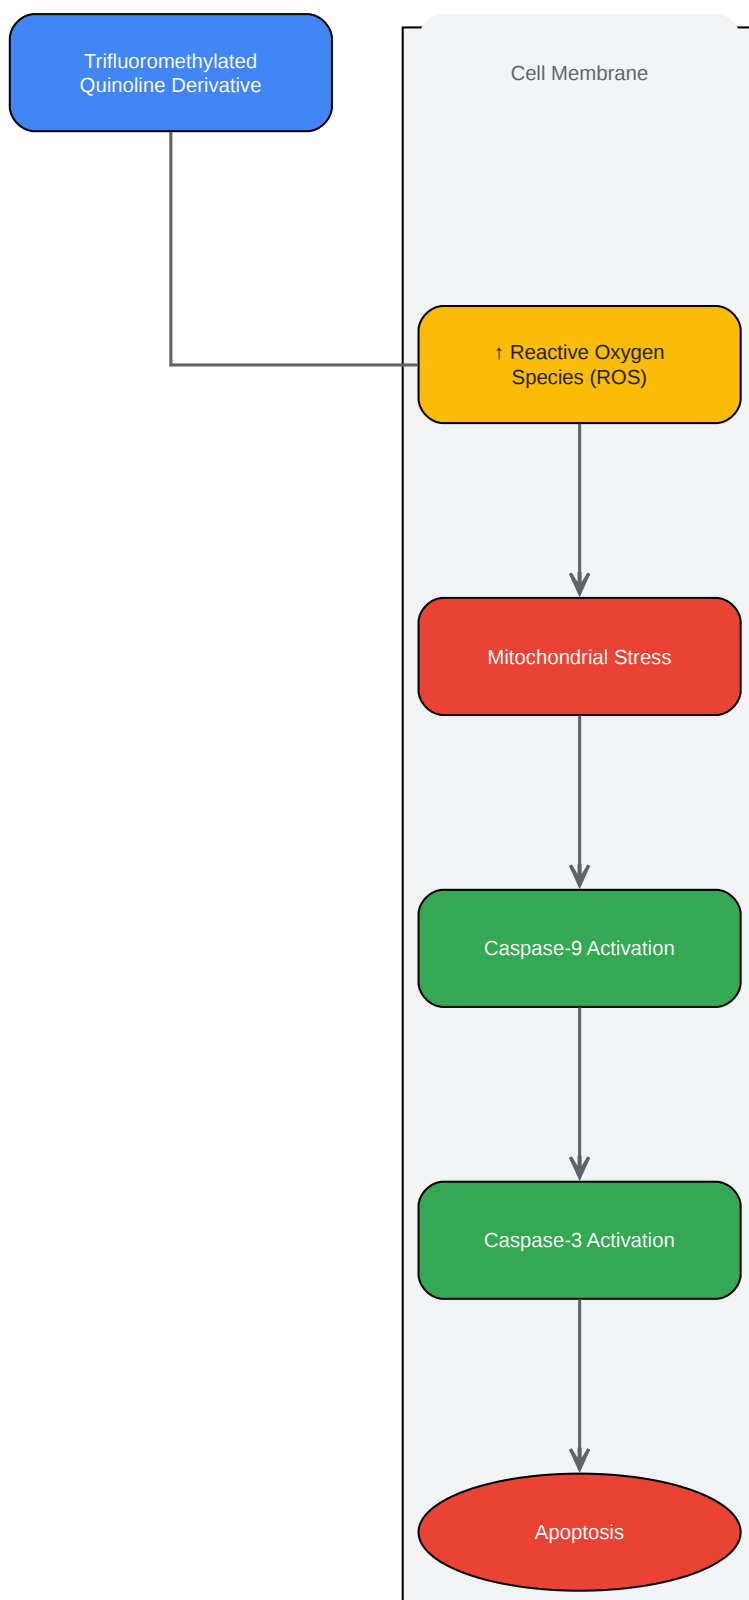 Trifluoromethylated
Quinoline Derivative
Cell Membrane
↑ Reactive Oxygen
Species (ROS)
Mitochondrial Stress
Caspase-9 Activation
Caspase-3 Activation
Apoptosis